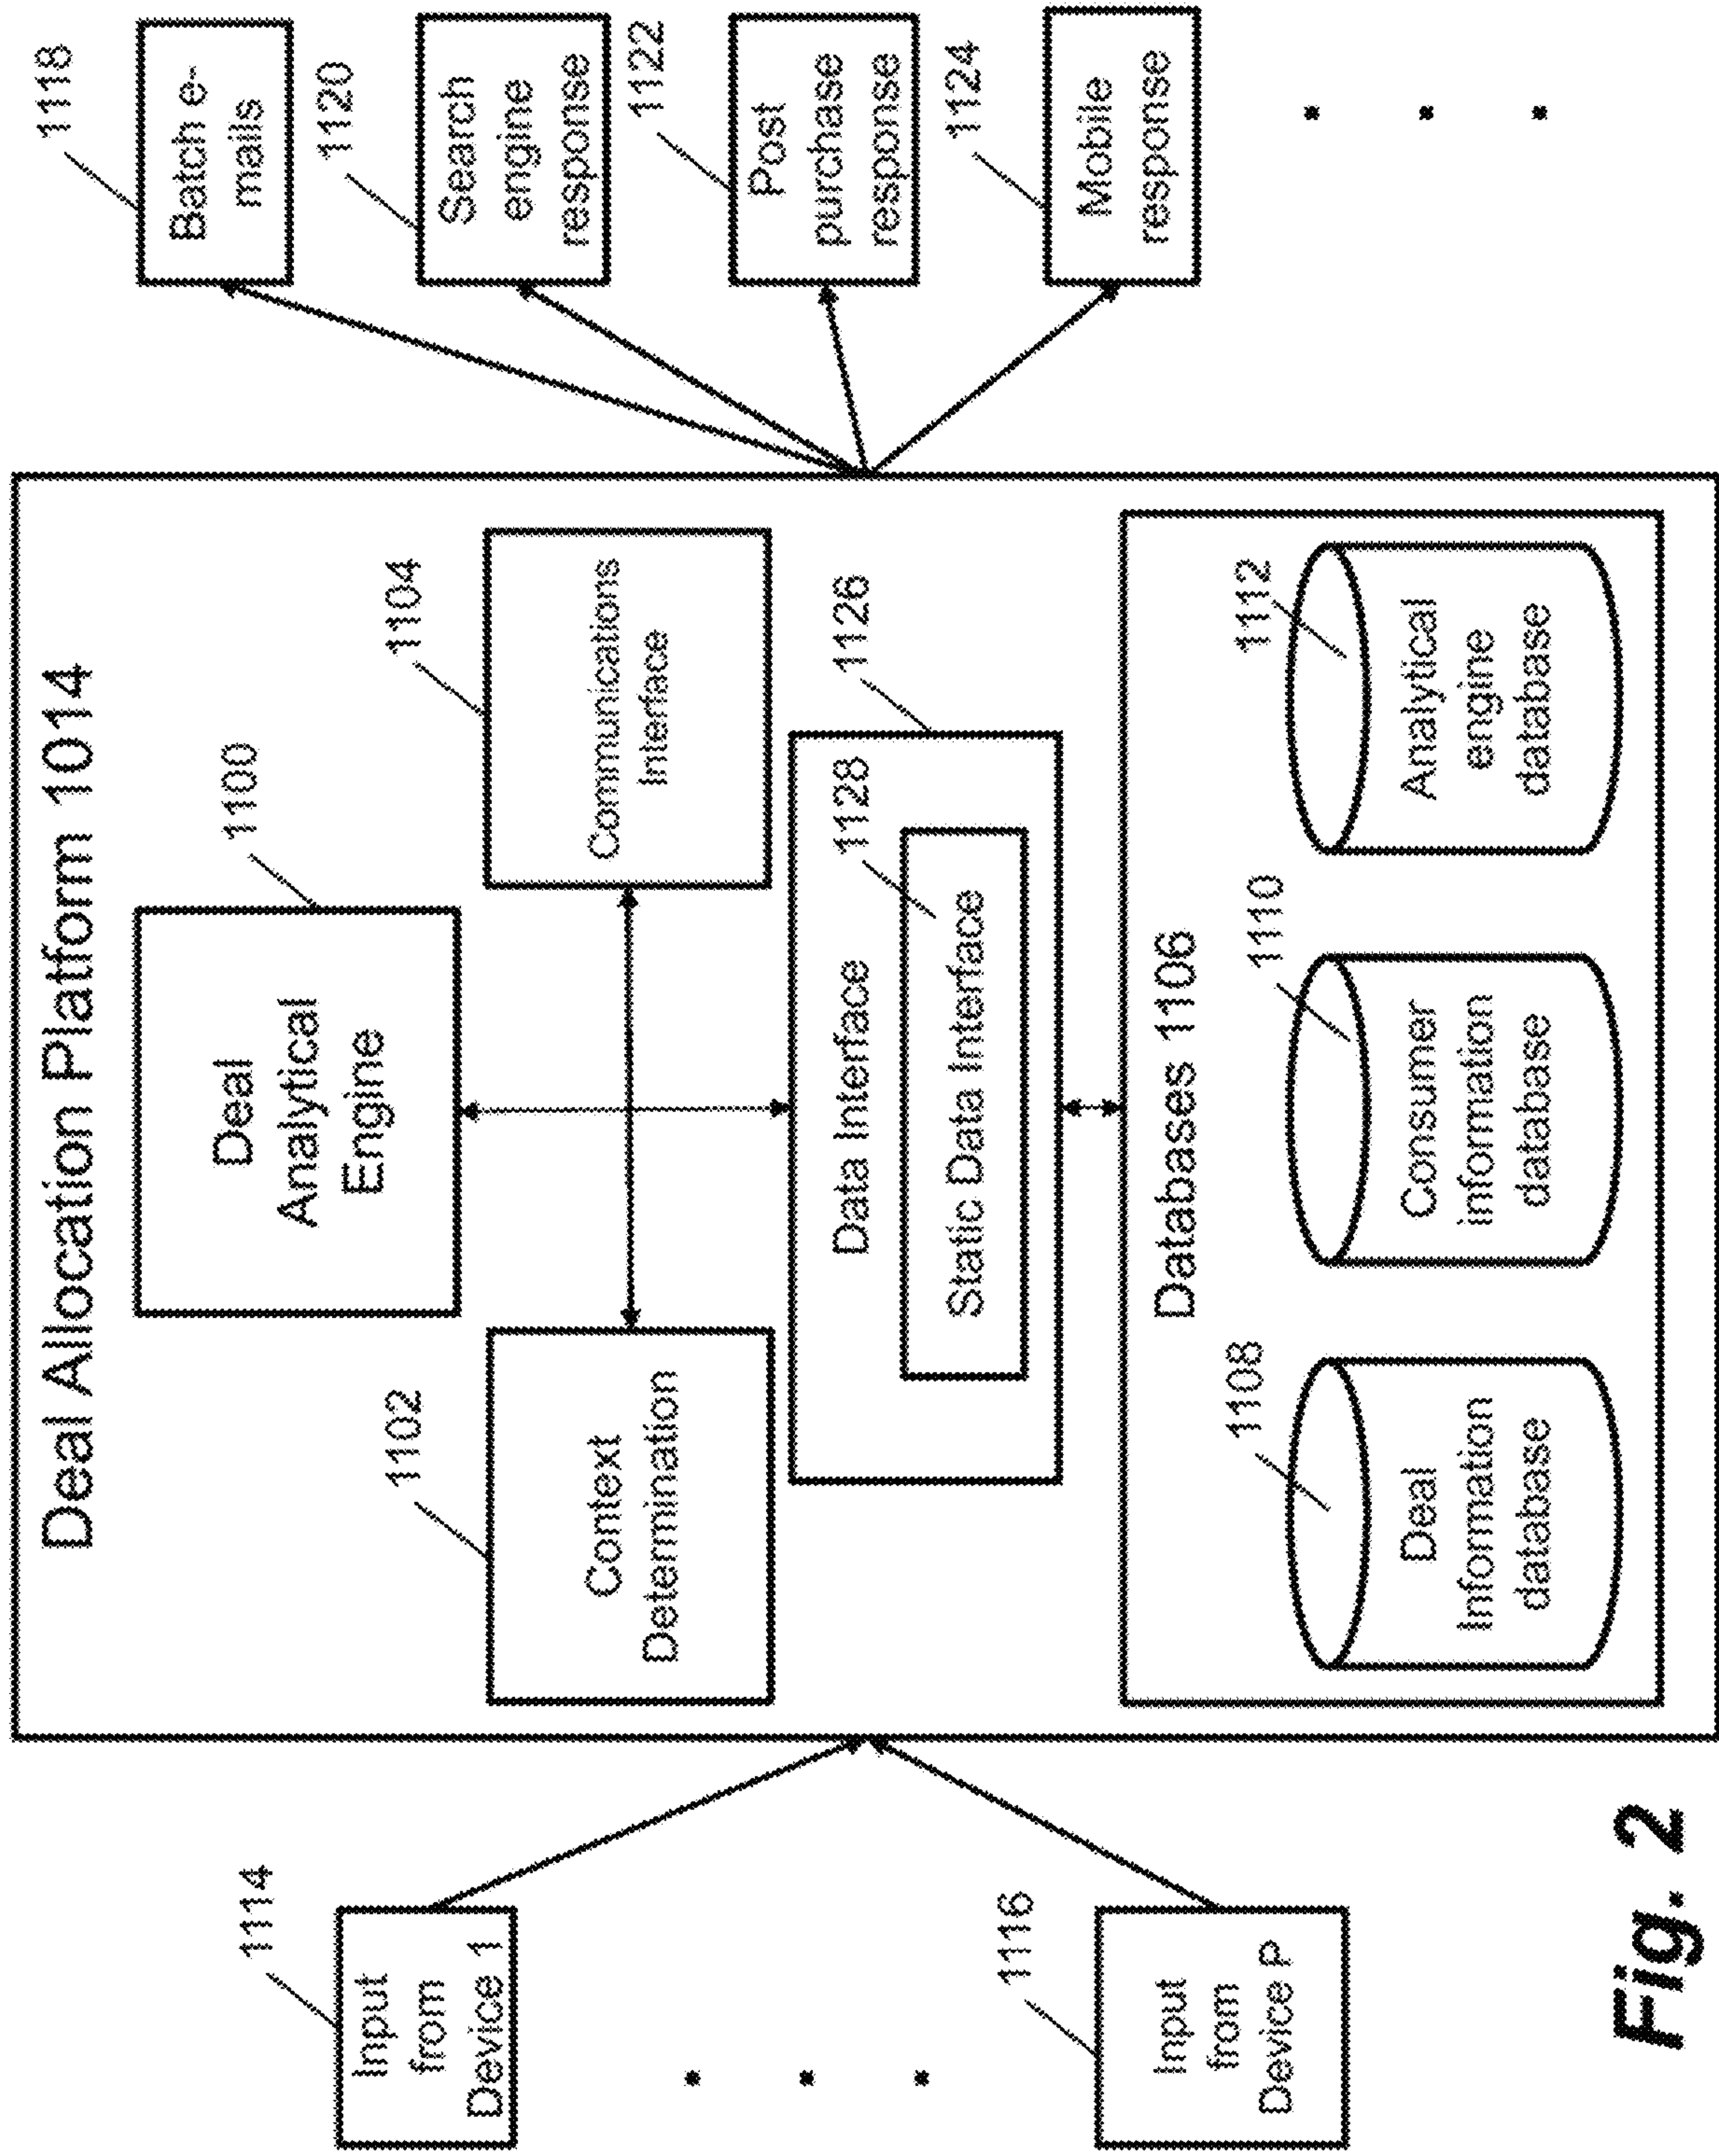 Deal Allocation Platform 1014
1114
Input
from
Device 1
1116
Input
from
Device P
1100
Deal
Analytical
Engine
1102
Context
Determination
1104
Communications
Interface
1126
Data Interface
1128
Static Data Interface
Databases 1106
1108
Deal
Information
database
1110
Consumer
information
database
1112
Analytical
engine
database
1118
Batch e-
mails
1120
Search
engine
response
1122
Post
purchase
response
1124
Mobile
response
Fig. 2